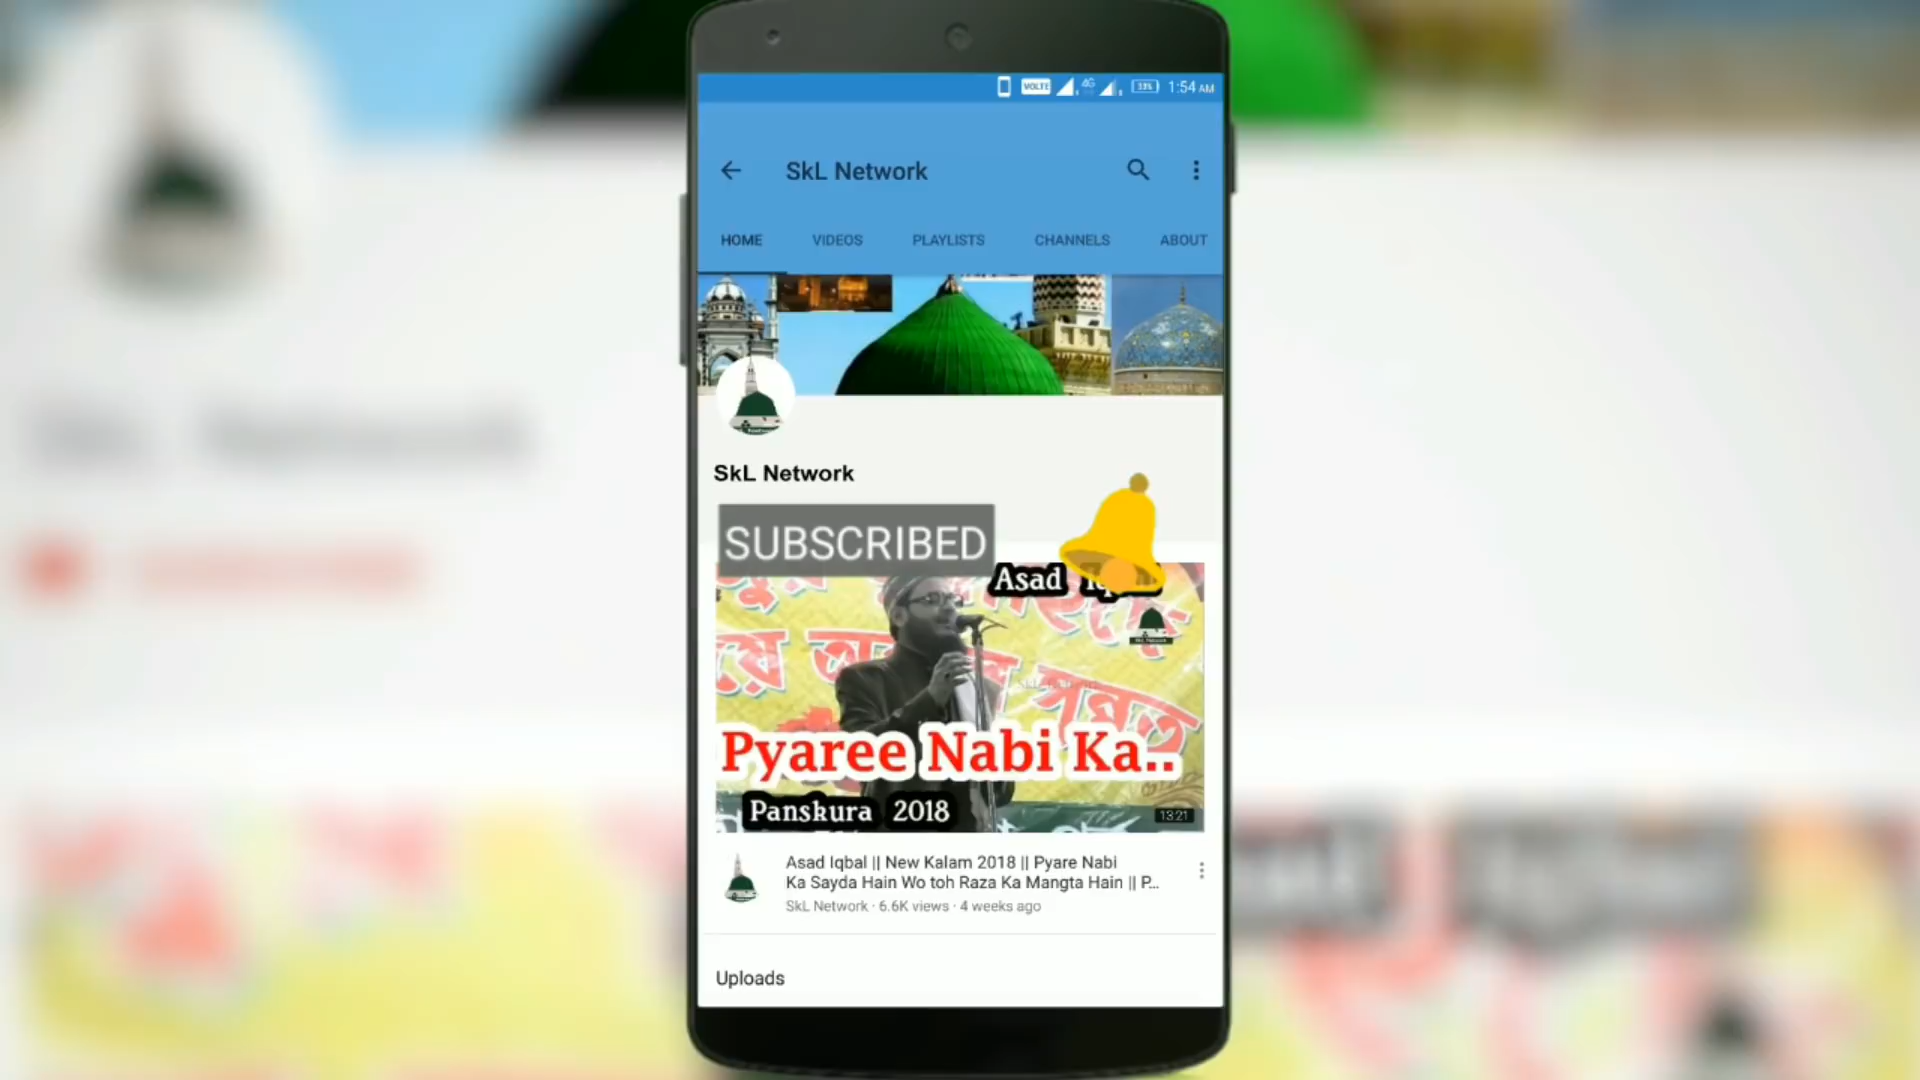 VOLTE 4G 33% 1:54 AM
SkL Network
HOME VIDEOS PLAYLISTS CHANNELS ABOUT
SkL Network
SUBSCRIBED
Asad
Pyaree Nabi Ka..
Panskura 2018
13:21
Asad Iqbal || New Kalam 2018 || Pyare Nabi
Ka Sayda Hain Wo toh Raza Ka Mangta Hain || P...
SkL Network · 6.6K views · 4 weeks ago
Uploads